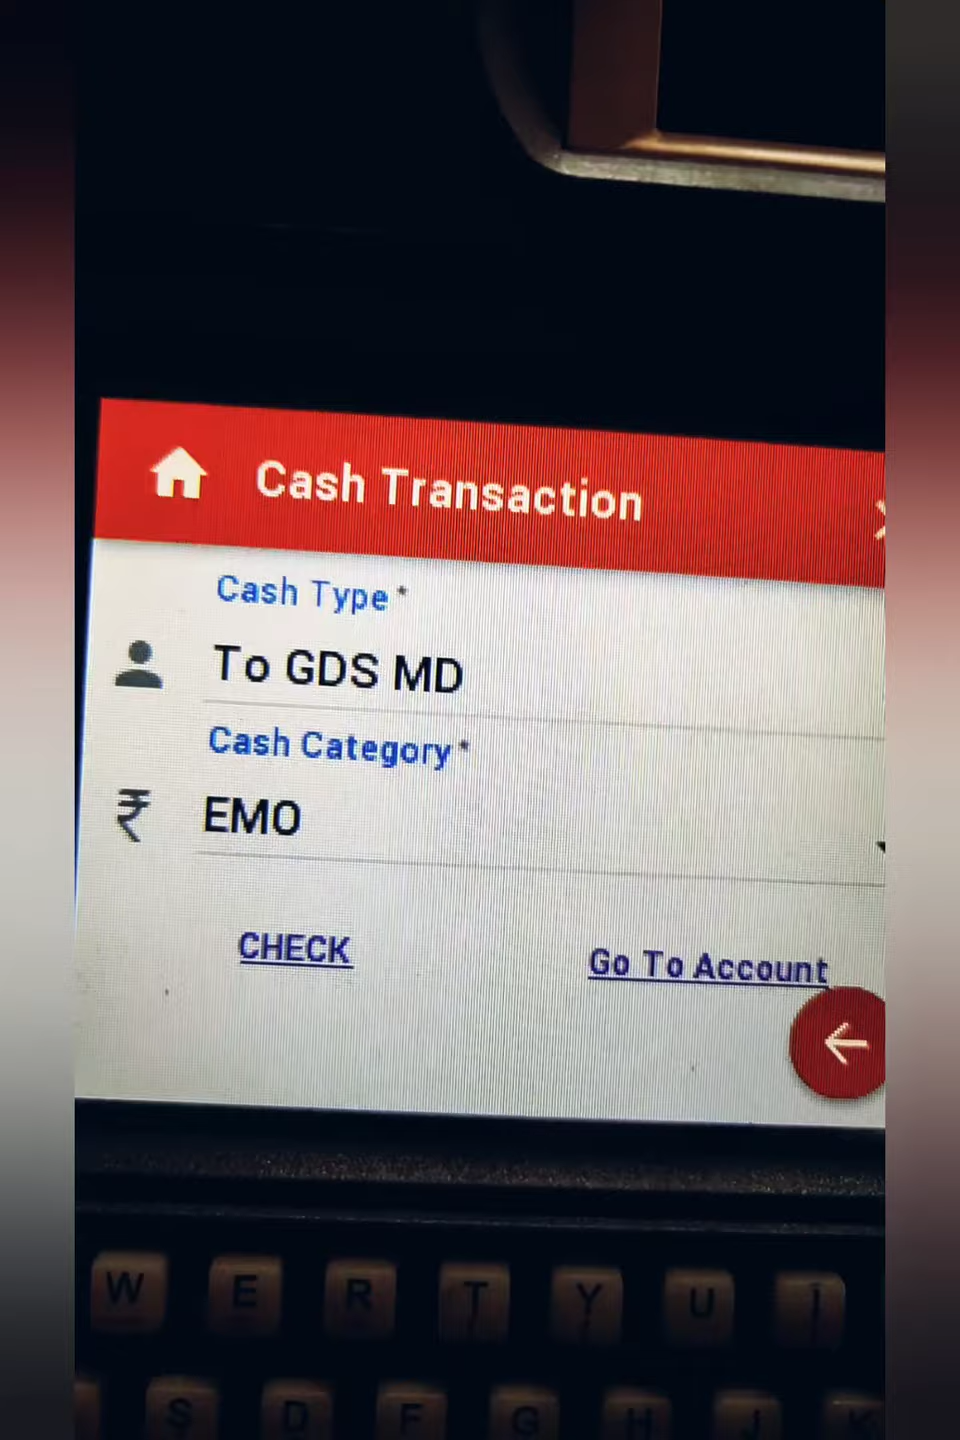 Cash Transaction
Cash Type *
To GDS MD
Cash Category *
₹ EMO
CHECK Go To Account
W E R T Y U I
S D F G H J K